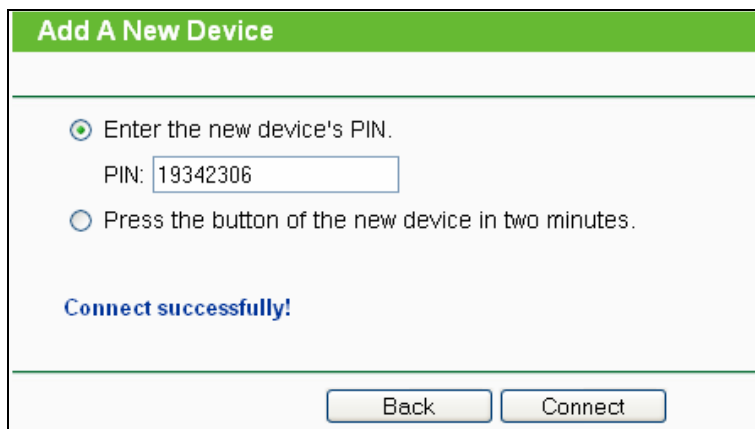 Add A New Device
Enter the new device's PIN.
PIN: 19342306
Press the button of the new device in two minutes.
Connect successfully!
Back Connect